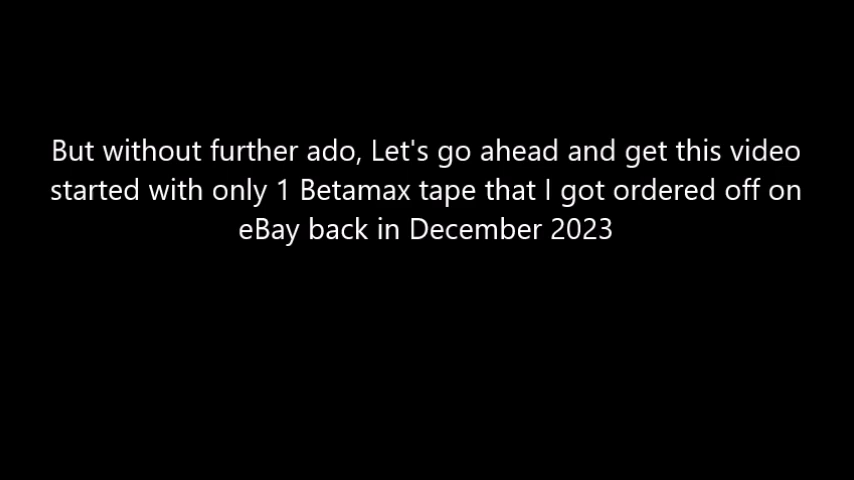 But without further ado, Let's go ahead and get this video
started with only 1 Betamax tape that I got ordered off on
eBay back in December 2023